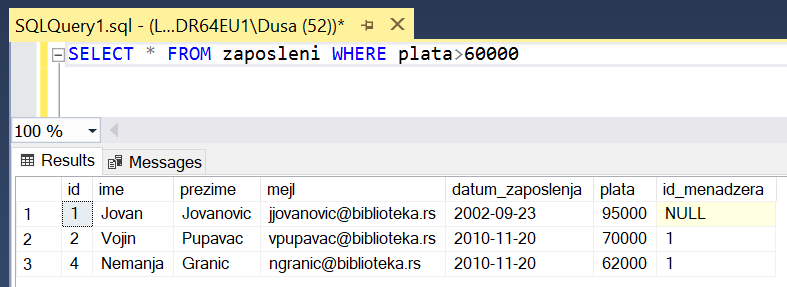 SQLQuery1.sql - (L...DR64EU1\Dusa (52))*
SELECT * FROM zaposleni WHERE plata>60000
100 %
Results Messages
id ime prezime mejl datum_zaposlenja plata id_menadzera
1 1 Jovan Jovanovic jjovanovic@biblioteka.rs 2002-09-23 95000 NULL
2 2 Vojin Pupavac vpupavac@biblioteka.rs 2010-11-20 70000 1
3 4 Nemanja Granic ngranic@biblioteka.rs 2010-11-20 62000 1